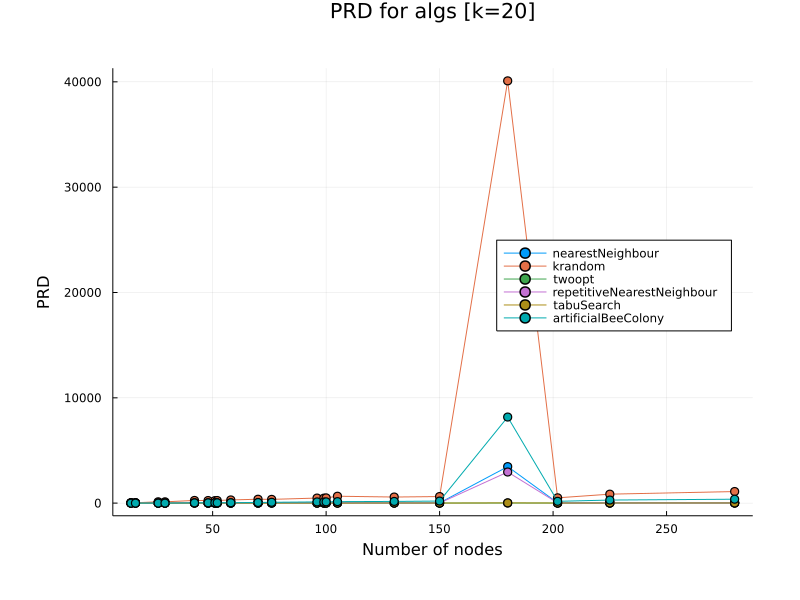 PRD for algs [k=20]
PRD
40000
30000
20000
10000
0
nearestNeighbour
krandom
twoopt
repetitiveNearestNeighbour
tabuSearch
artificialBeeColony
50 100 150 200 250
Number of nodes